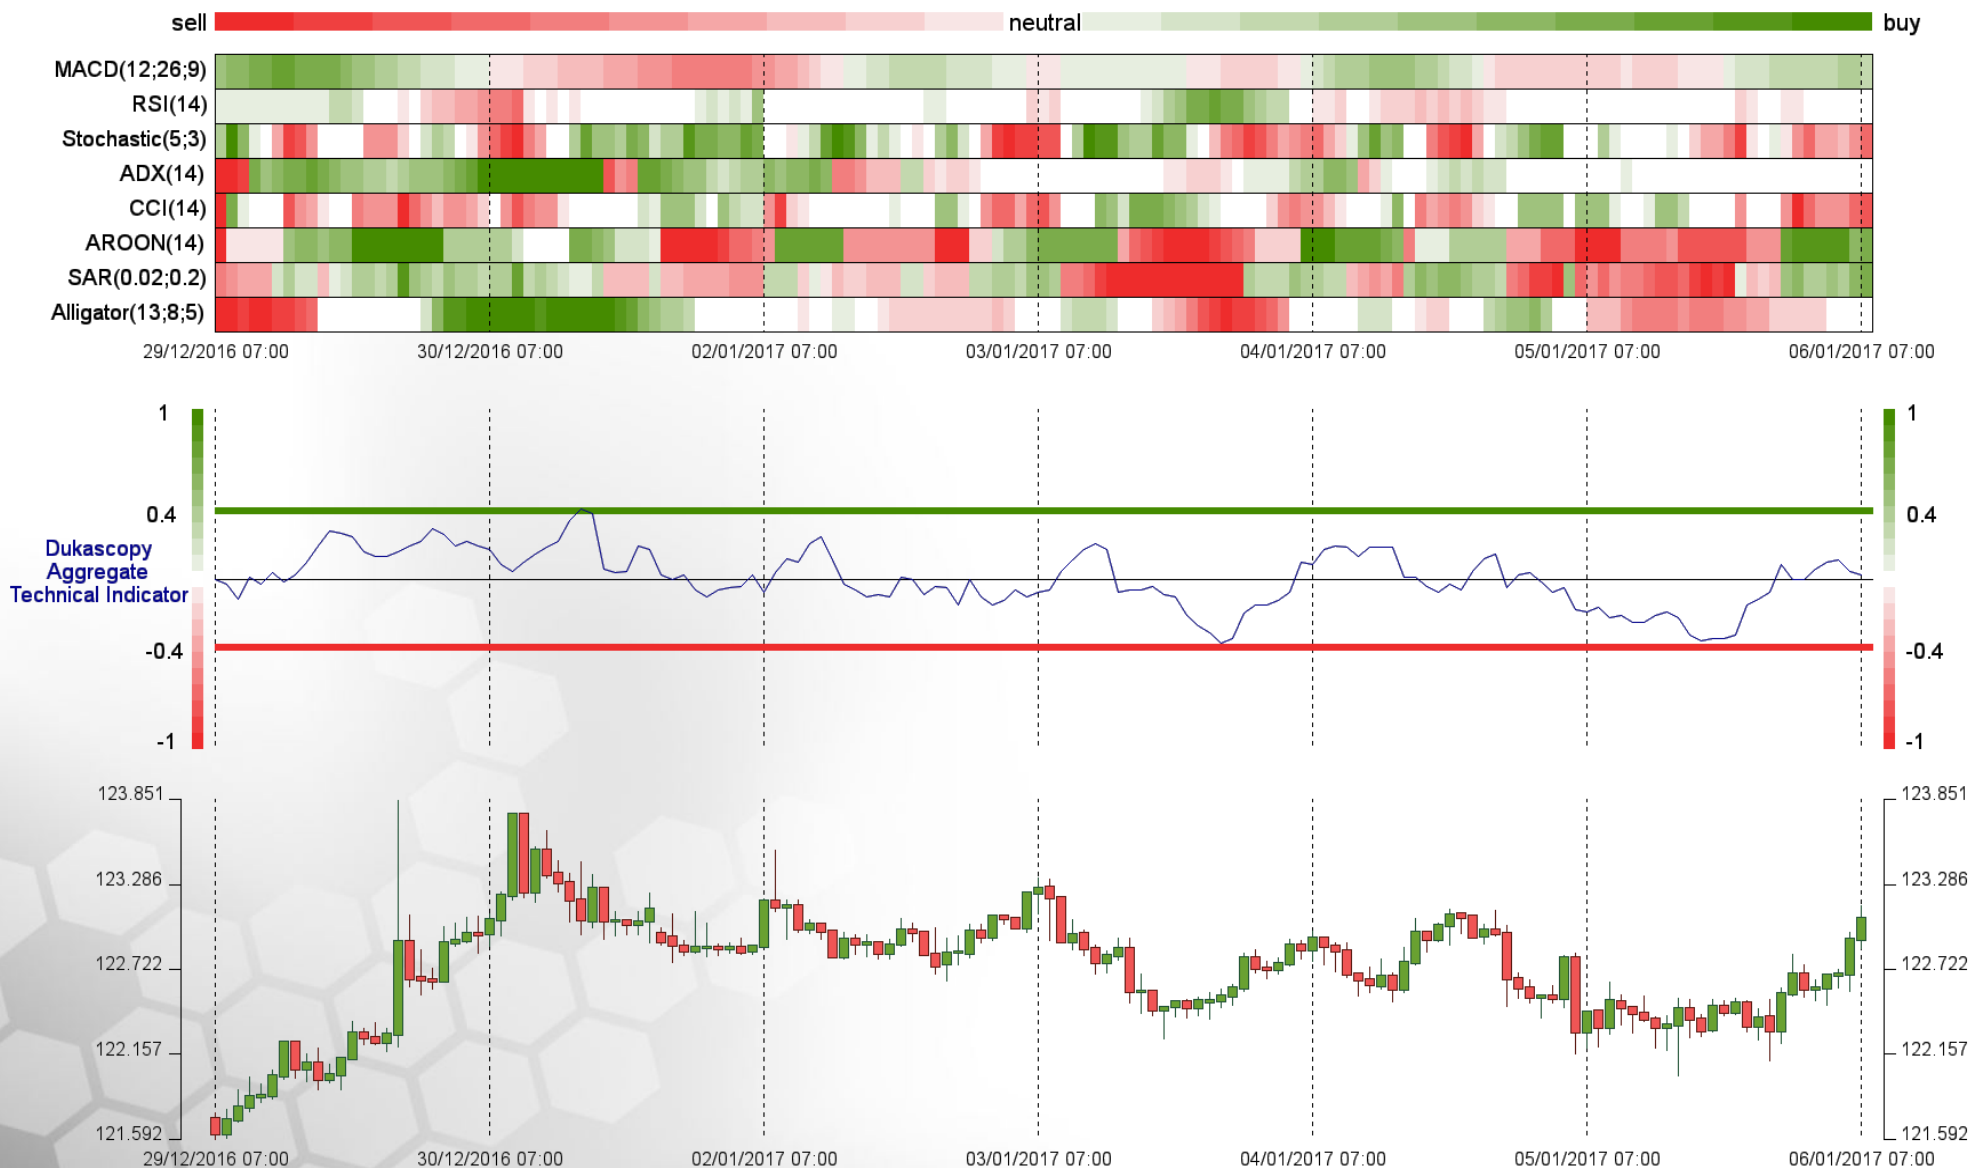 sell neutral buy
MACD(12;26;9)
RSI(14)
Stochastic(5;3)
ADX(14)
CCI(14)
AROON(14)
SAR(0.02;0.2)
Alligator(13;8;5)
29/12/2016 07:00 30/12/2016 07:00 02/01/2017 07:00 03/01/2017 07:00 04/01/2017 07:00 05/01/2017 07:00 06/01/2017 07:00
1 1
0.4 0.4
Dukascopy
Aggregate
Technical Indicator
-0.4 -0.4
-1 -1
123.851 123.851
123.286 123.286
122.722 122.722
122.157 122.157
121.592 121.592
29/12/2016 07:00 30/12/2016 07:00 02/01/2017 07:00 03/01/2017 07:00 04/01/2017 07:00 05/01/2017 07:00 06/01/2017 07:00